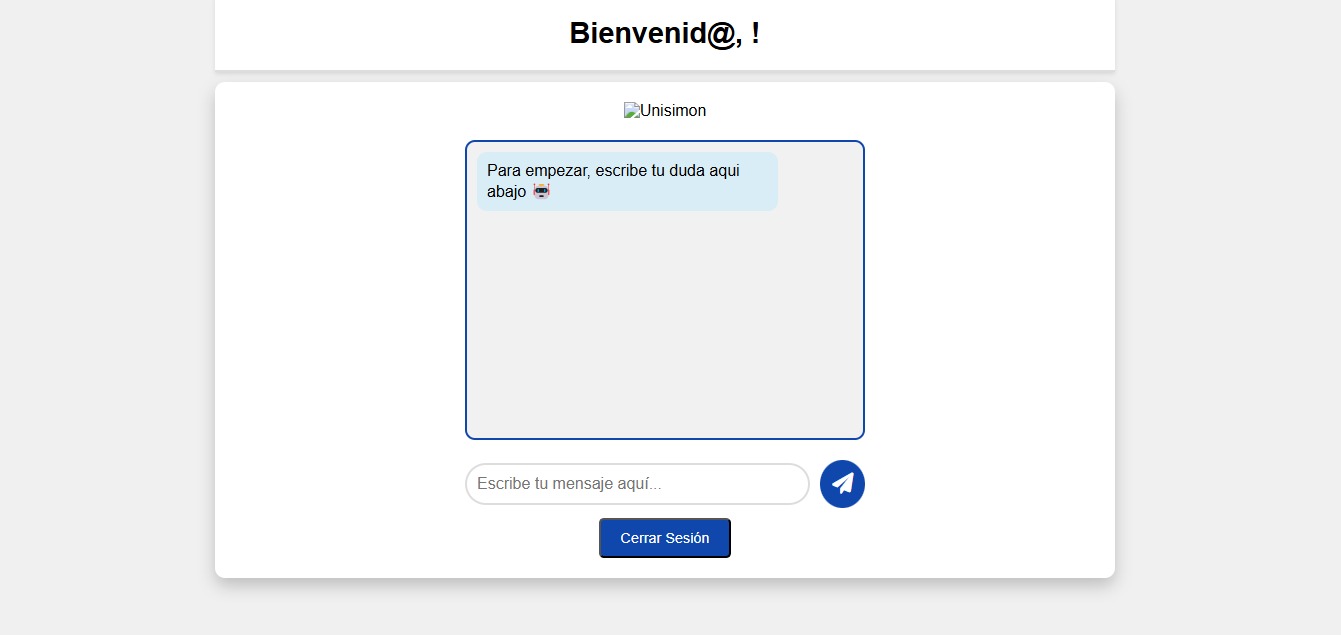 Bienvenid@, !
Unisimon
Para empezar, escribe tu duda aqui
abajo 🤖
Escribe tu mensaje aquí...
Cerrar Sesión